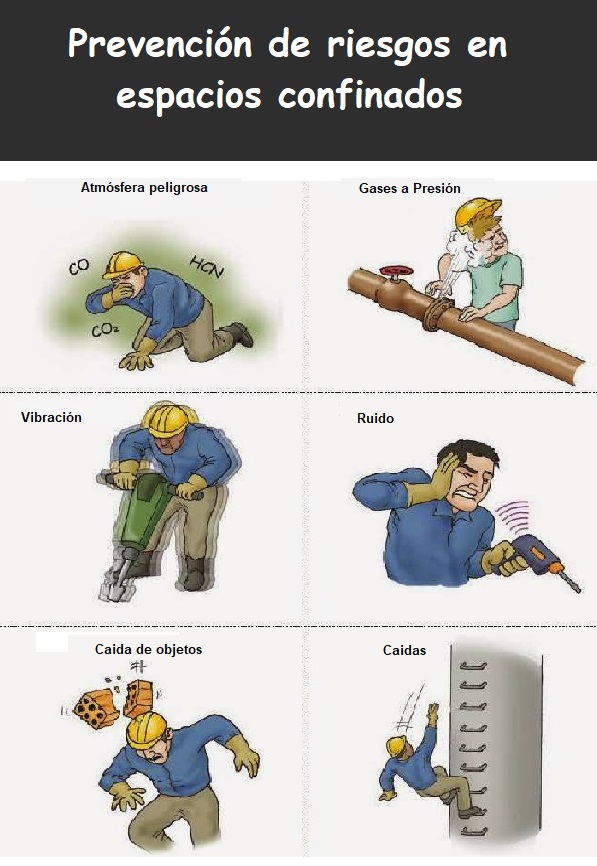 Prevención de riesgos en
espacios confinados
Atmósfera peligrosa
Gases a Presión
CO
HCN
CO₂
Vibración
Ruido
Caida de objetos
Caidas